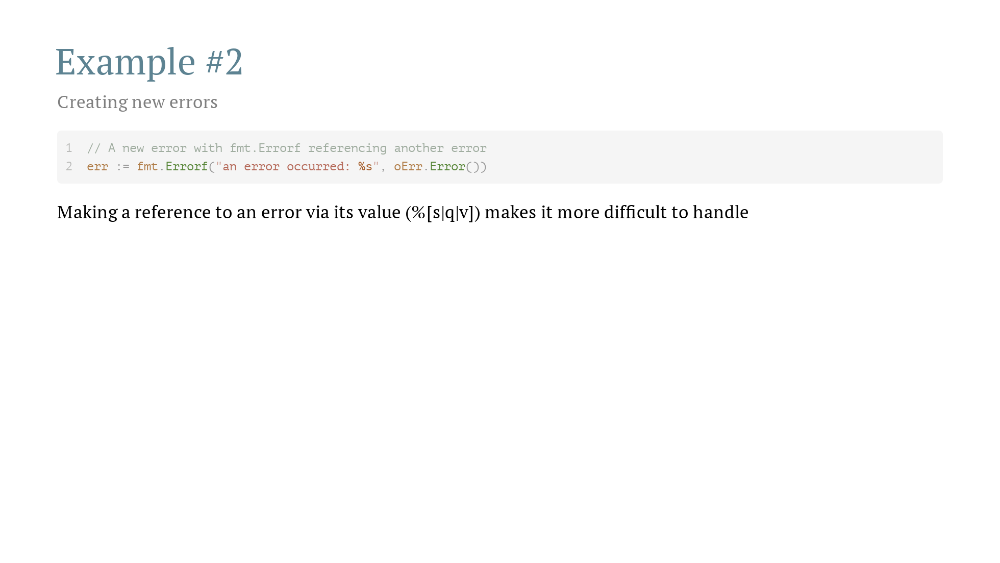 Example #2
Creating new errors
1 // A new error with fmt.Errorf referencing another error
2 err := fmt.Errorf("an error occurred: %s", oErr.Error())
Making a reference to an error via its value (%[s|q|v]) makes it more difficult to handle